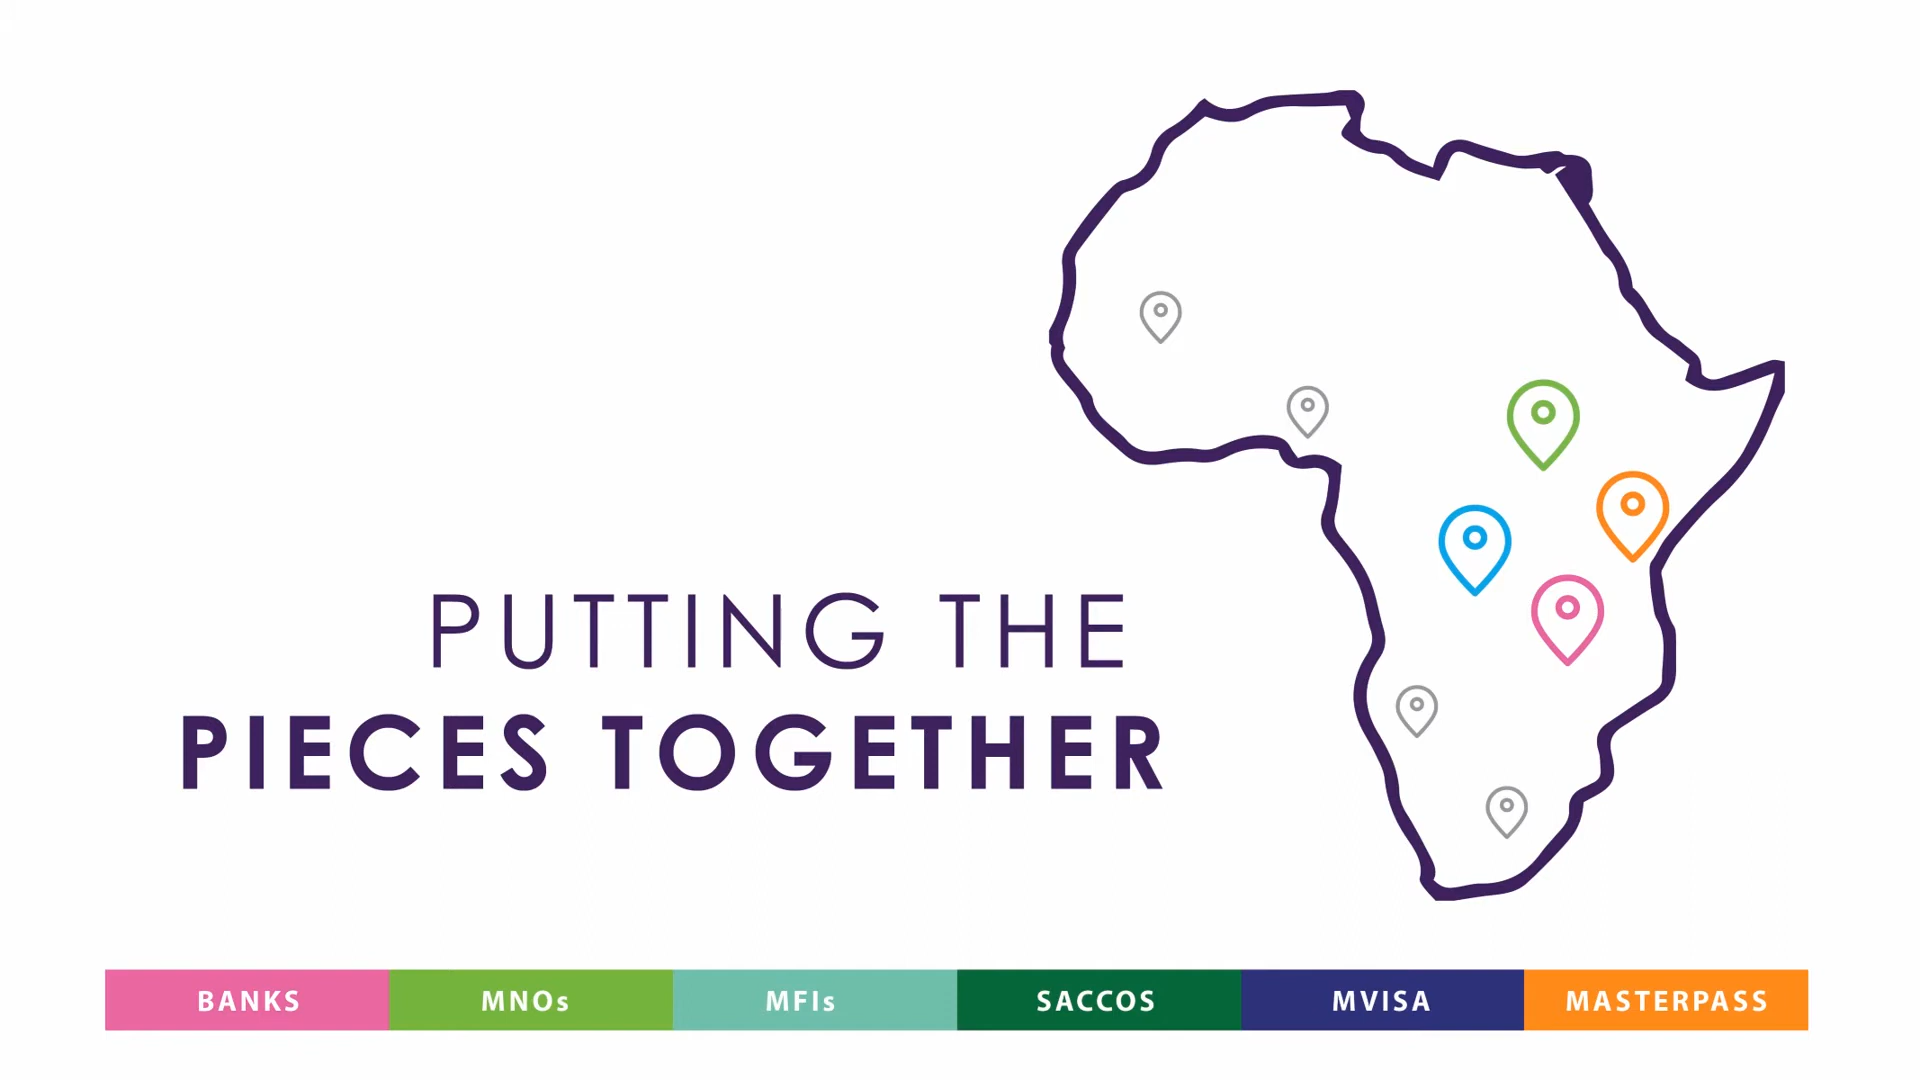 PUTTING THE
PIECES TOGETHER
BANKS
MNOs
MFIs
SACCOS
MVISA
MASTERPASS